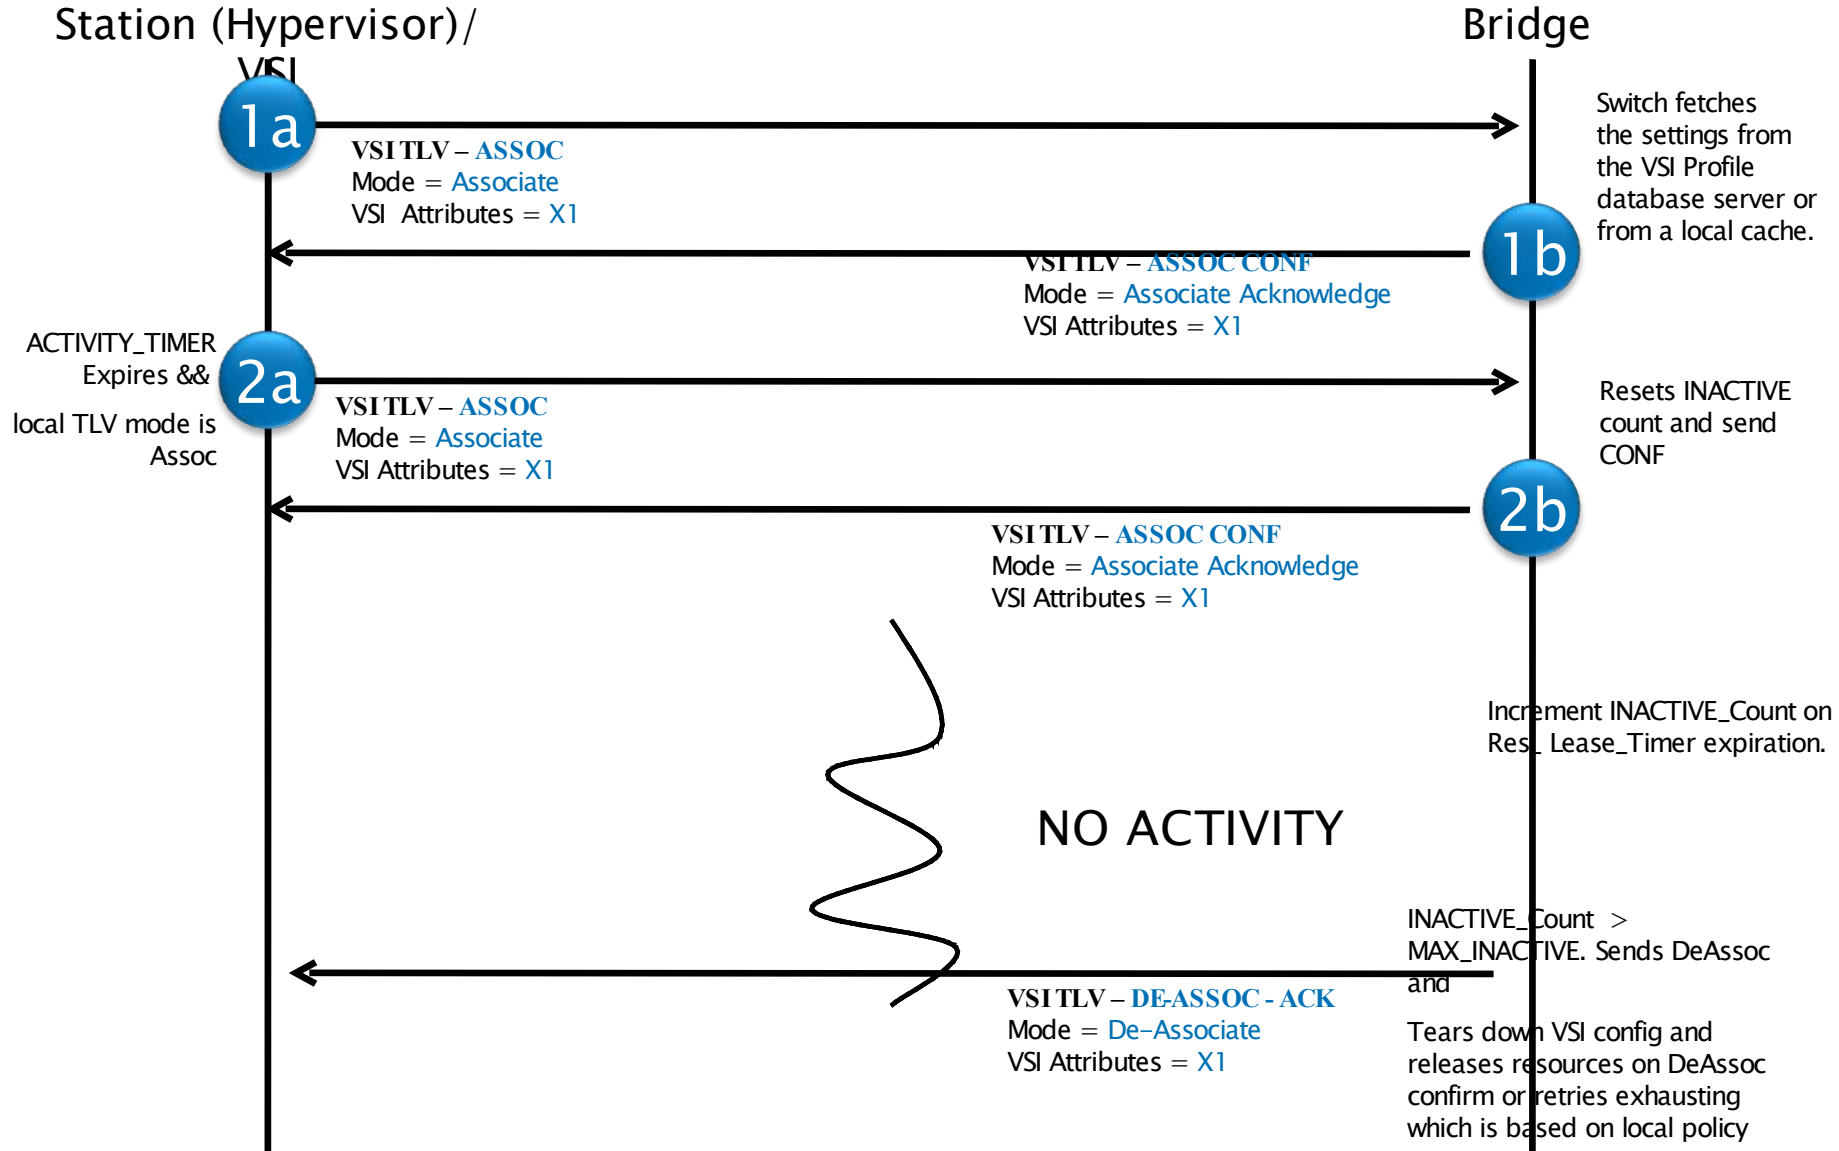 Station (Hypervisor)/
VSI
Bridge
1a
VSI TLV – ASSOC
Mode = Associate
VSI Attributes = X1
Switch fetches
the settings from
the VSI Profile
database server or
from a local cache.
1b
VSI TLV – ASSOC CONF
Mode = Associate Acknowledge
VSI Attributes = X1
ACTIVITY_TIMER
Expires &&
local TLV mode is
Assoc
2a
VSI TLV – ASSOC
Mode = Associate
VSI Attributes = X1
Resets INACTIVE
count and send
CONF
2b
VSI TLV – ASSOC CONF
Mode = Associate Acknowledge
VSI Attributes = X1
Increment INACTIVE_Count on
Res_ Lease_Timer expiration.
NO ACTIVITY
INACTIVE_Count >
MAX_INACTIVE. Sends DeAssoc
and
VSI TLV – DE-ASSOC - ACK
Mode = De-Associate
VSI Attributes = X1
Tears down VSI config and
releases resources on DeAssoc
confirm or retries exhausting
which is based on local policy